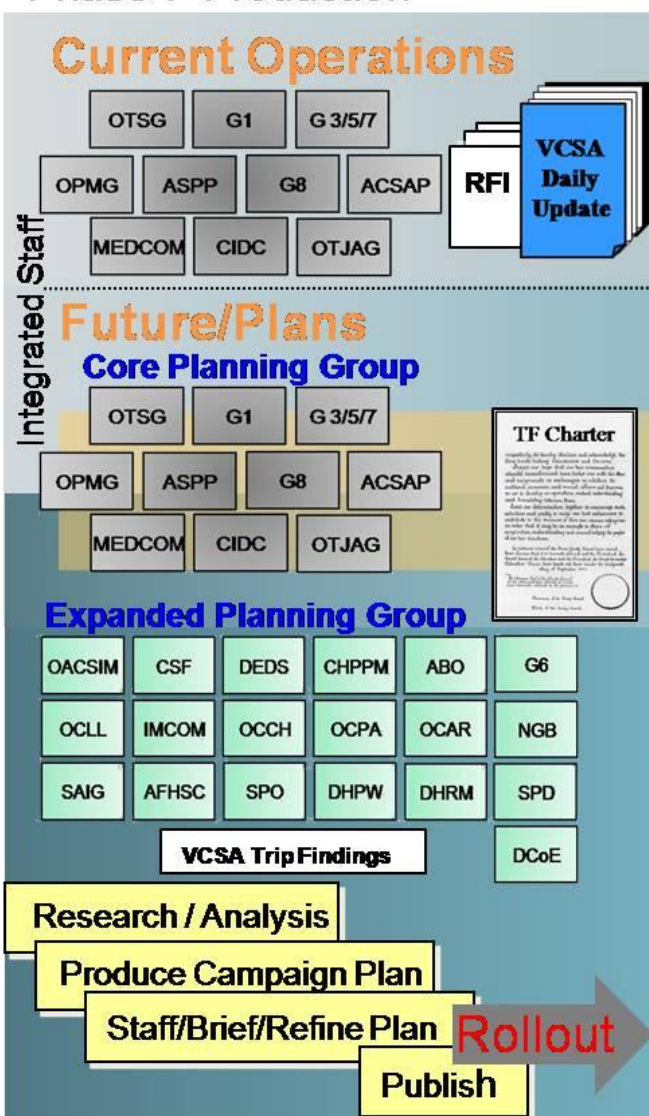 Current Operations
OTSG G1 G 3/5/7
OPMG ASPP G8 ACSAP
MEDCOM CIDC OTJAG
RFI
VCSA
Daily
Update
Integrated Staff
Future/Plans
Core Planning Group
OTSG G1 G 3/5/7
OPMG ASPP G8 ACSAP
MEDCOM CIDC OTJAG
TF Charter
Expanded Planning Group
OACSIM CSF DEDS CHPPM ABO G6
OCLL IMCOM OCCH OCPA OCAR NGB
SAIG AFHSC SPO DHPW DHRM SPD
VCSA Trip Findings
DCoE
Research / Analysis
Produce Campaign Plan
Staff/Brief/Refine Plan
Rollout
Publish